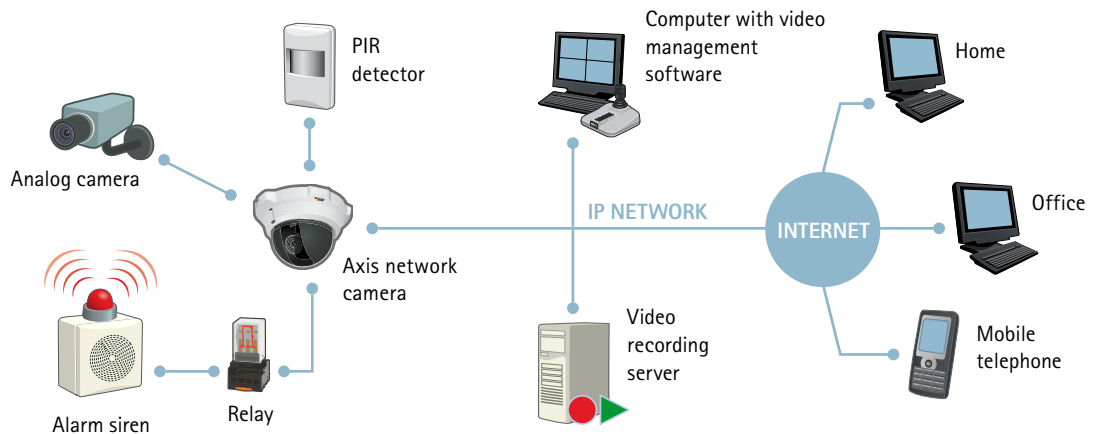 PIR
detector
Computer with video
management
software
Home
Analog camera
IP NETWORK
INTERNET
Office
Axis network
camera
Alarm siren
Relay
Video
recording
server
Mobile
telephone